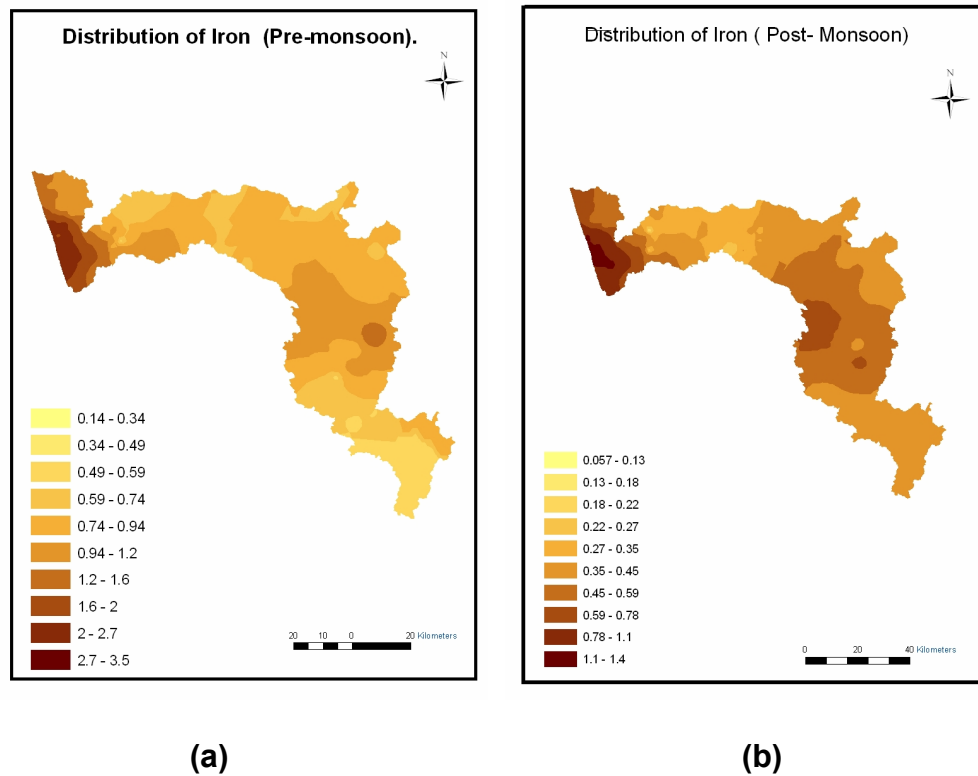 Distribution of Iron (Pre-monsoon).
N
0.14 - 0.34
0.34 - 0.49
0.49 - 0.59
0.59 - 0.74
0.74 - 0.94
0.94 - 1.2
1.2 - 1.6
1.6 - 2
2 - 2.7
2.7 - 3.5
20 10 0 20 Kilometers
(a)
Distribution of Iron ( Post- Monsoon)
N
0.057 - 0.13
0.13 - 0.18
0.18 - 0.22
0.22 - 0.27
0.27 - 0.35
0.35 - 0.45
0.45 - 0.59
0.59 - 0.78
0.78 - 1.1
1.1 - 1.4
0 20 40 Kilometers
(b)